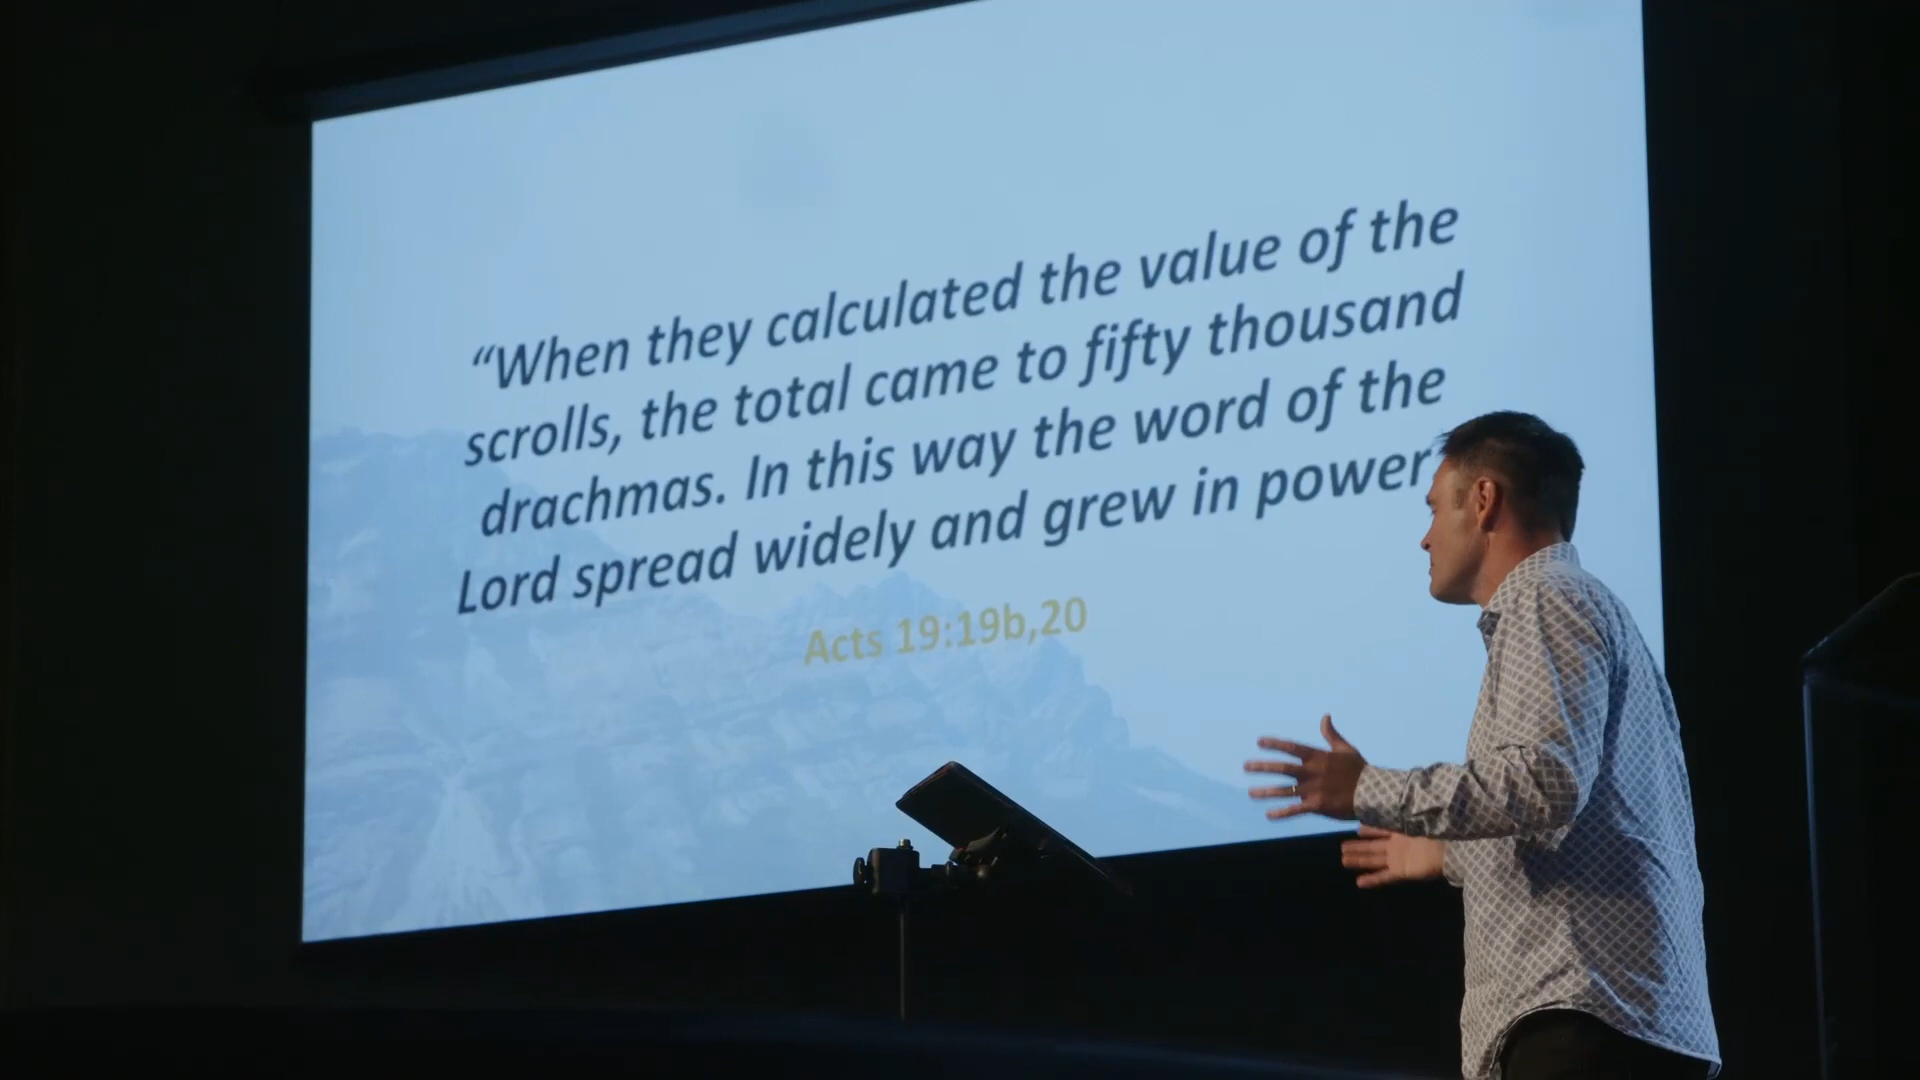 “When they calculated the value of the
scrolls, the total came to fifty thousand
drachmas. In this way the word of the
Lord spread widely and grew in power
Acts 19:19b,20